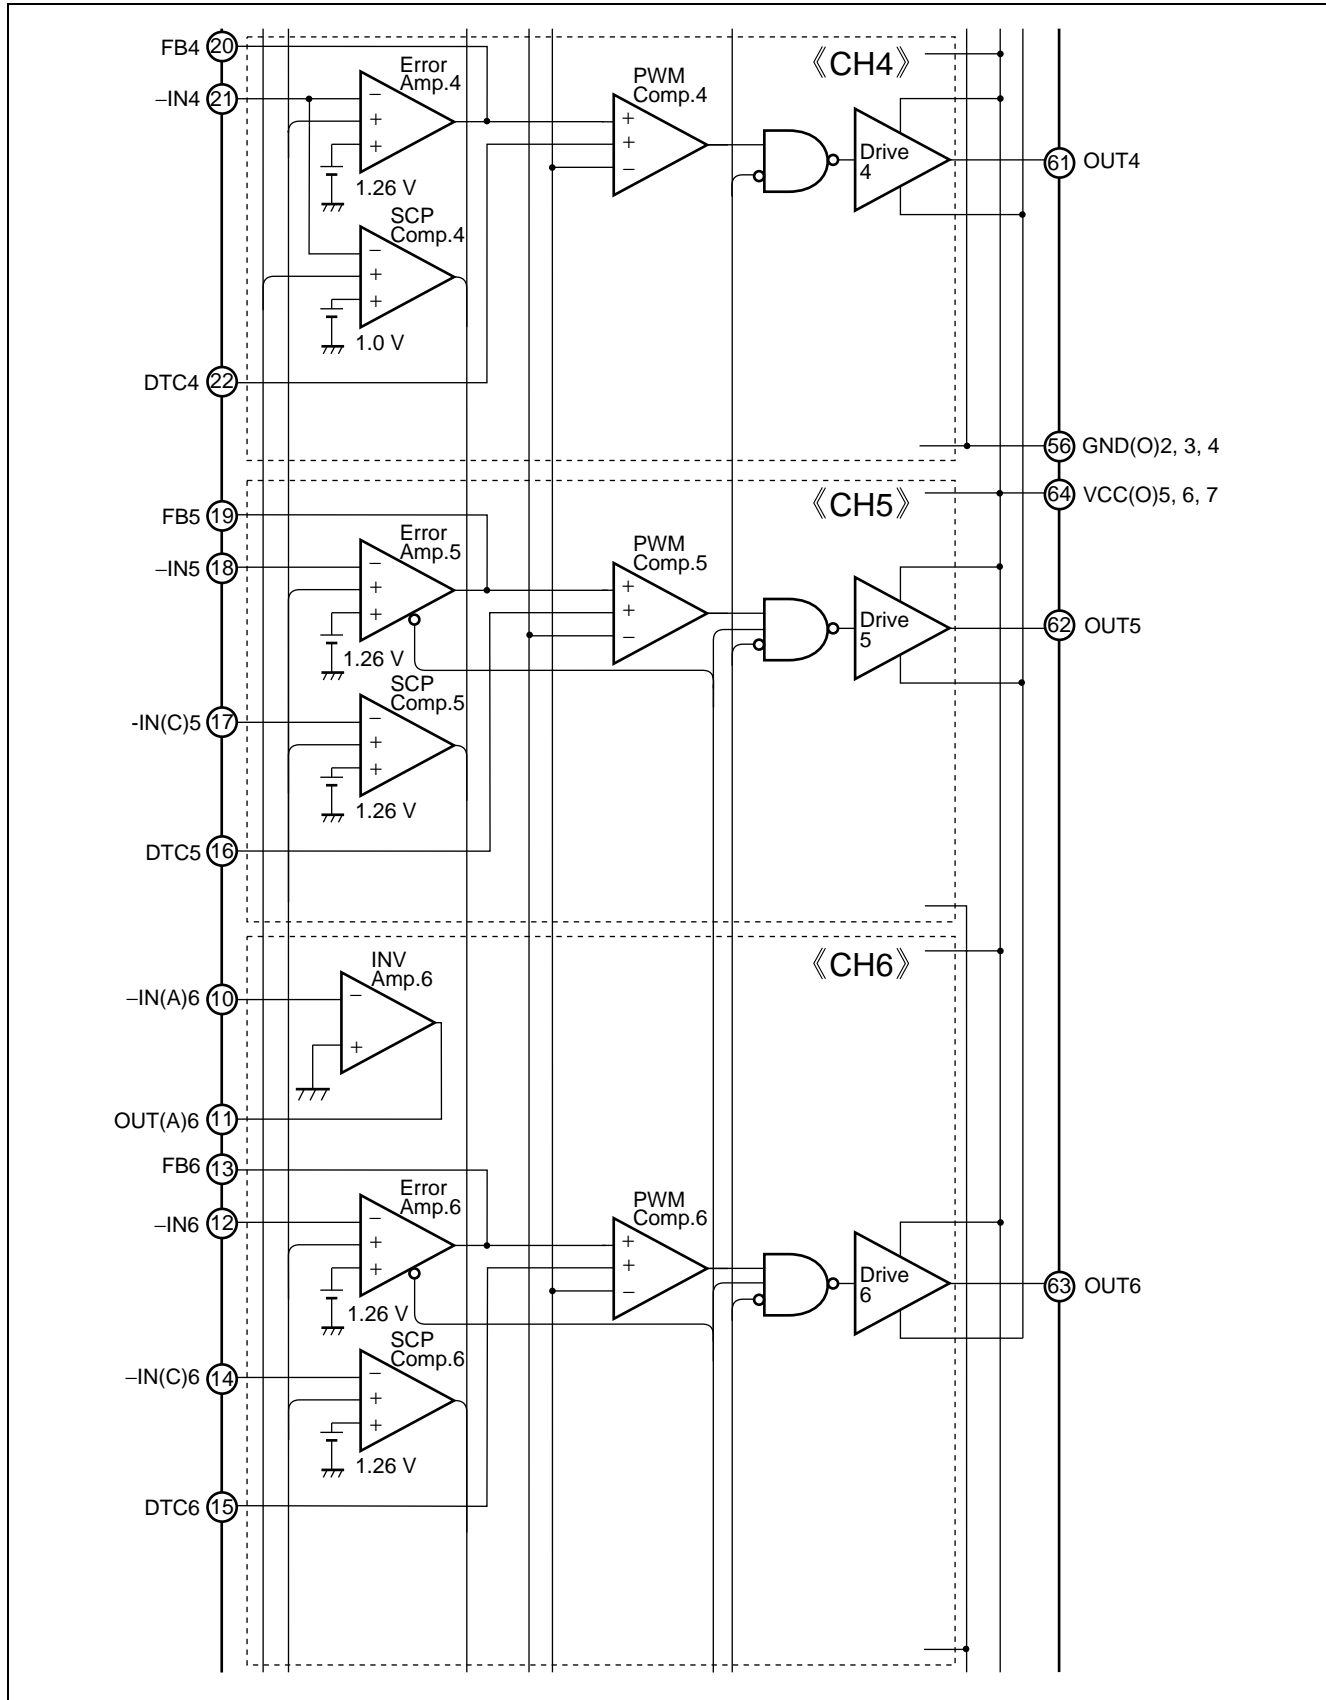 FB4 20
–IN4 21
Error
Amp.4
−
+
+
1.26 V
SCP
Comp.4
−
+
+
1.0 V
DTC4 22
PWM
Comp.4
+
+
−
《CH4》
Drive
4
61 OUT4
56 GND(O)2, 3, 4
64 VCC(O)5, 6, 7
FB5 19
–IN5 18
Error
Amp.5
−
+
+
1.26 V
-IN(C)5 17
SCP
Comp.5
−
+
+
1.26 V
DTC5 16
PWM
Comp.5
+
+
−
《CH5》
Drive
5
62 OUT5
《CH6》
–IN(A)6 10
INV
Amp.6
−
+
OUT(A)6 11
FB6 13
–IN6 12
Error
Amp.6
−
+
+
1.26 V
–IN(C)6 14
SCP
Comp.6
−
+
+
1.26 V
DTC6 15
PWM
Comp.6
+
+
−
Drive
6
63 OUT6